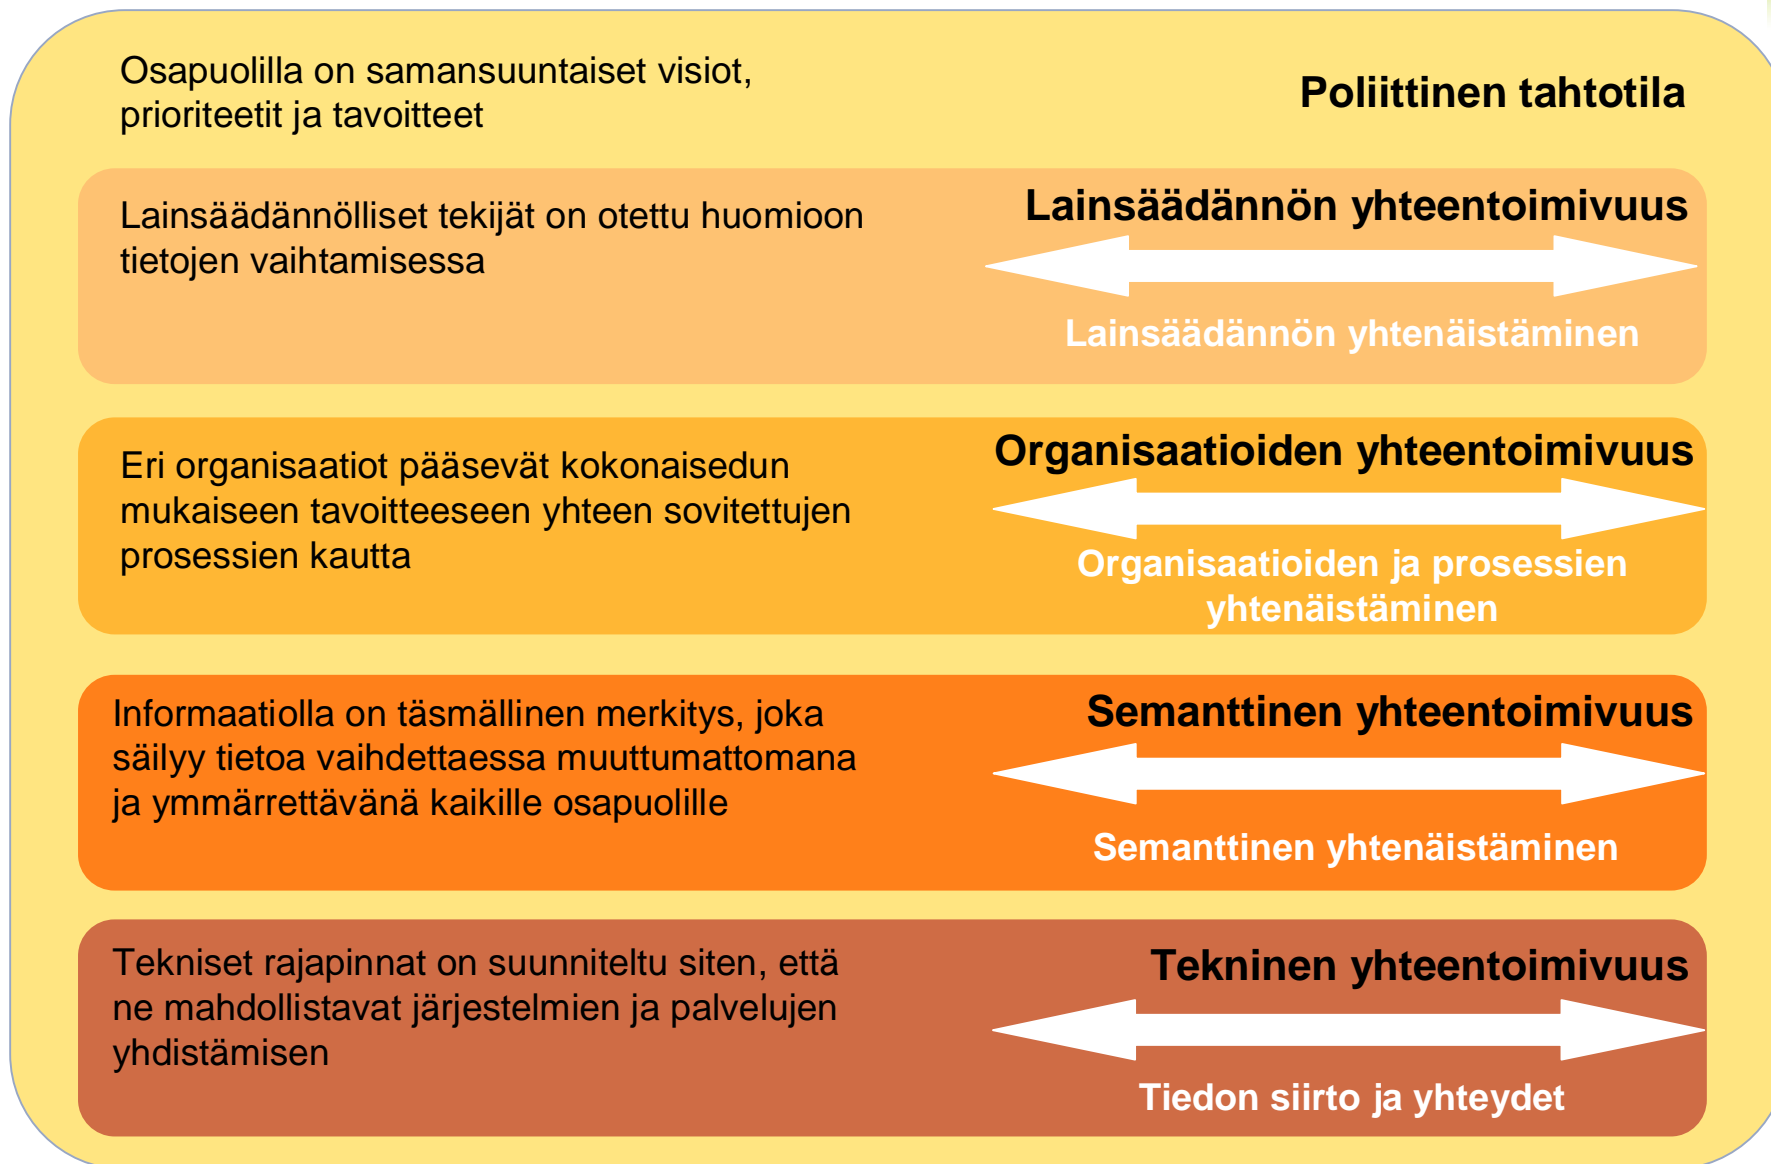 Osapuolilla on samansuuntaiset visiot,
prioriteetit ja tavoitteet
Poliittinen tahtotila
Lainsäädännölliset tekijät on otettu huomioon
tietojen vaihtamisessa
Lainsäädännön yhteentoimivuus
Lainsäädännön yhtenäistäminen
Eri organisaatiot pääsevät kokonaisedun
mukaiseen tavoitteeseen yhteen sovitettujen
prosessien kautta
Organisaatioiden yhteentoimivuus
Organisaatioiden ja prosessien
yhtenäistäminen
Informaatiolla on täsmällinen merkitys, joka
säilyy tietoa vaihdettaessa muuttumattomana
ja ymmärrettävänä kaikille osapuolille
Semanttinen yhteentoimivuus
Semanttinen yhtenäistäminen
Tekniset rajapinnat on suunniteltu siten, että
ne mahdollistavat järjestelmien ja palvelujen
yhdistämisen
Tekninen yhteentoimivuus
Tiedon siirto ja yhteydet